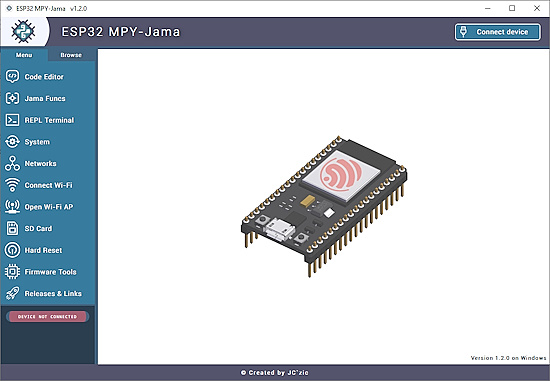 ESP32 MPY-Jama v1.2.0
ESP32 MPY-Jama
Connect device
Menu
Browse
Code Editor
Jama Funcs
REPL Terminal
System
Networks
Connect Wi-Fi
Open Wi-Fi AP
SD Card
Hard Reset
Firmware Tools
Releases & Links
DEVICE NOT CONNECTED
Version 1.2.0 on Windows
© Created by JC`zic